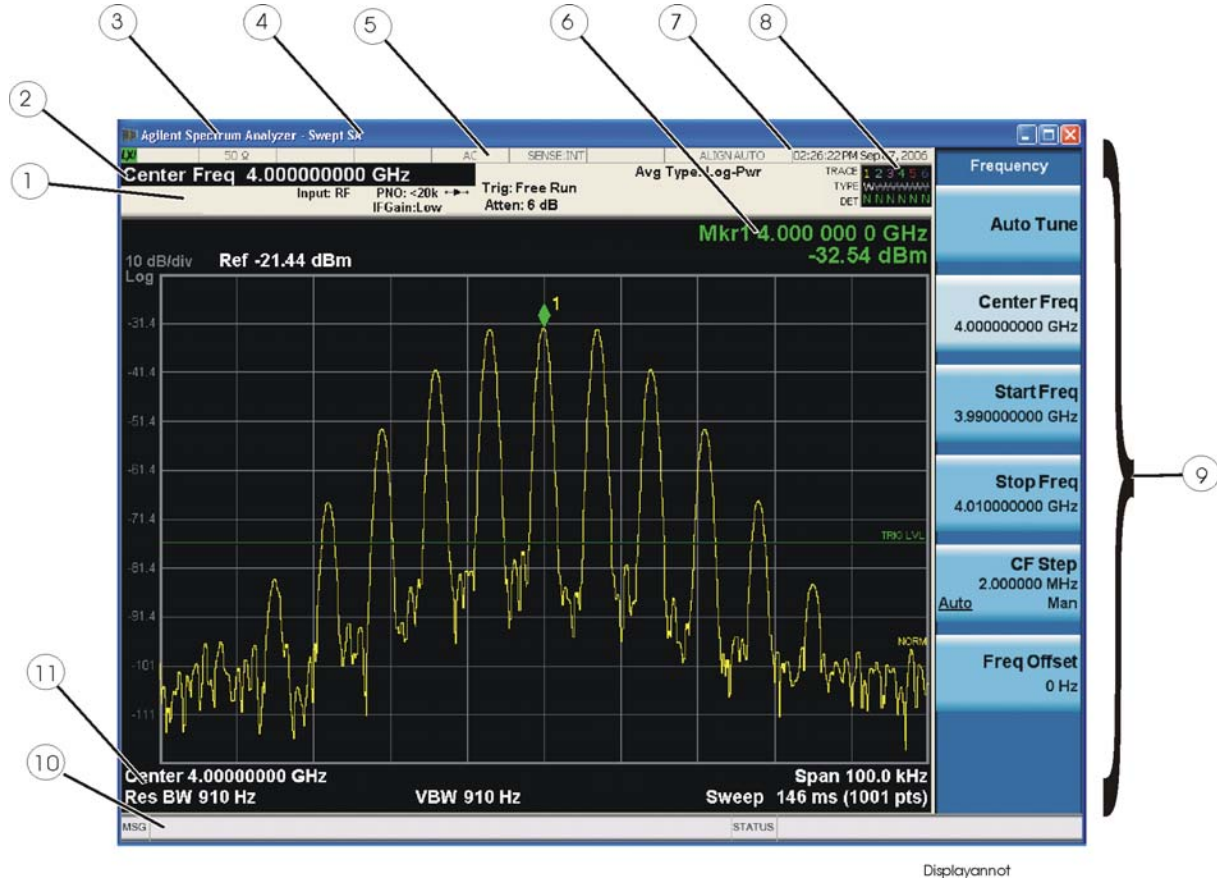 3
4
5
6
7
8
2
1
Agilent Spectrum Analyzer - Swept SA
LXI 50 Ω AC SENSE:INT ALIGN AUTO 02:26:22 PM Sep 07, 2006
Center Freq 4.000000000 GHz
Input: RF
PNO: <20k
IFGain:Low
Trig: Free Run
Atten: 6 dB
Avg Type: Log-Pwr
TRACE 1 2 3 4 5 6
TYPE
DET N N N N N N
Frequency
Auto Tune
Center Freq
4.000000000 GHz
Start Freq
3.990000000 GHz
Stop Freq
4.010000000 GHz
CF Step
2.000000 MHz
Auto Man
Freq Offset
0 Hz
9
Mkr1 4.000 000 0 GHz
-32.54 dBm
10 dB/div Ref -21.44 dBm
Log
1
-31.4
-41.4
-51.4
-61.4
-71.4
TRIG LVL
-81.4
-91.4
NORM
-101
-111
11
10
Center 4.00000000 GHz Span 100.0 kHz
Res BW 910 Hz VBW 910 Hz Sweep 146 ms (1001 pts)
MSG STATUS
Displayannot